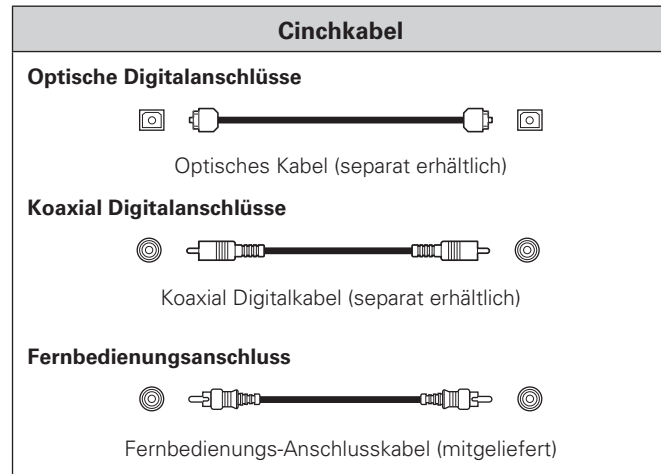 Cinchkabel
Optische Digitalanschlüsse
Optisches Kabel (separat erhältlich)
Koaxial Digitalanschlüsse
Koaxial Digitalkabel (separat erhältlich)
Fernbedienungsanschluss
Fernbedienungs-Anschlusskabel (mitgeliefert)